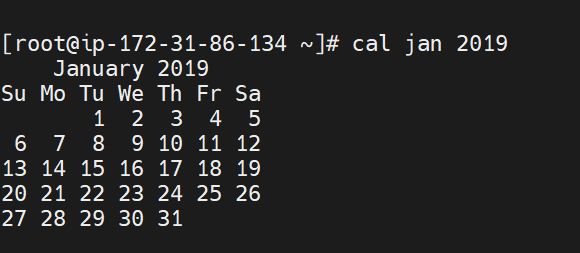 [root@ip-172-31-86-134 ~]# cal jan 2019
    January 2019
Su Mo Tu We Th Fr Sa
       1  2  3  4  5
 6  7  8  9 10 11 12
13 14 15 16 17 18 19
20 21 22 23 24 25 26
27 28 29 30 31